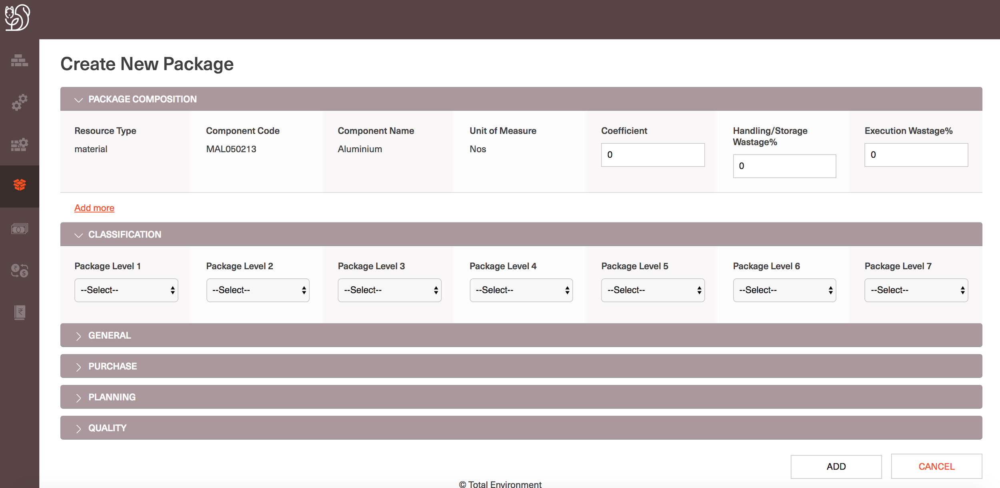 Create New Package
PACKAGE COMPOSITION
Resource Type Component Code Component Name Unit of Measure Coefficient Handling/Storage Execution Wastage%
Wastage%
material MAL050213 Aluminium Nos 0 0 0
Add more
CLASSIFICATION
Package Level 1 Package Level 2 Package Level 3 Package Level 4 Package Level 5 Package Level 6 Package Level 7
--Select-- --Select-- --Select-- --Select-- --Select-- --Select-- --Select--
GENERAL
PURCHASE
PLANNING
QUALITY
ADD CANCEL
© Total Environment